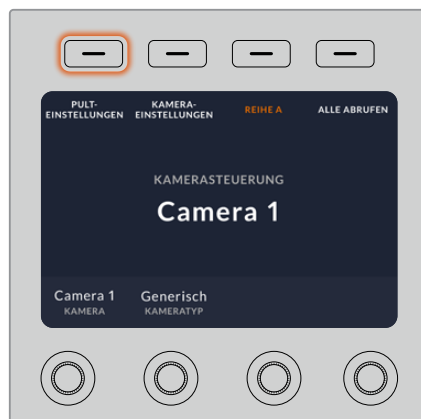 PULT-
EINSTELLUNGEN
KAMERA-
EINSTELLUNGEN
REIHE A
ALLE ABRUFEN
KAMERASTEUERUNG
Camera 1
Camera 1
KAMERA
Generisch
KAMERATYP